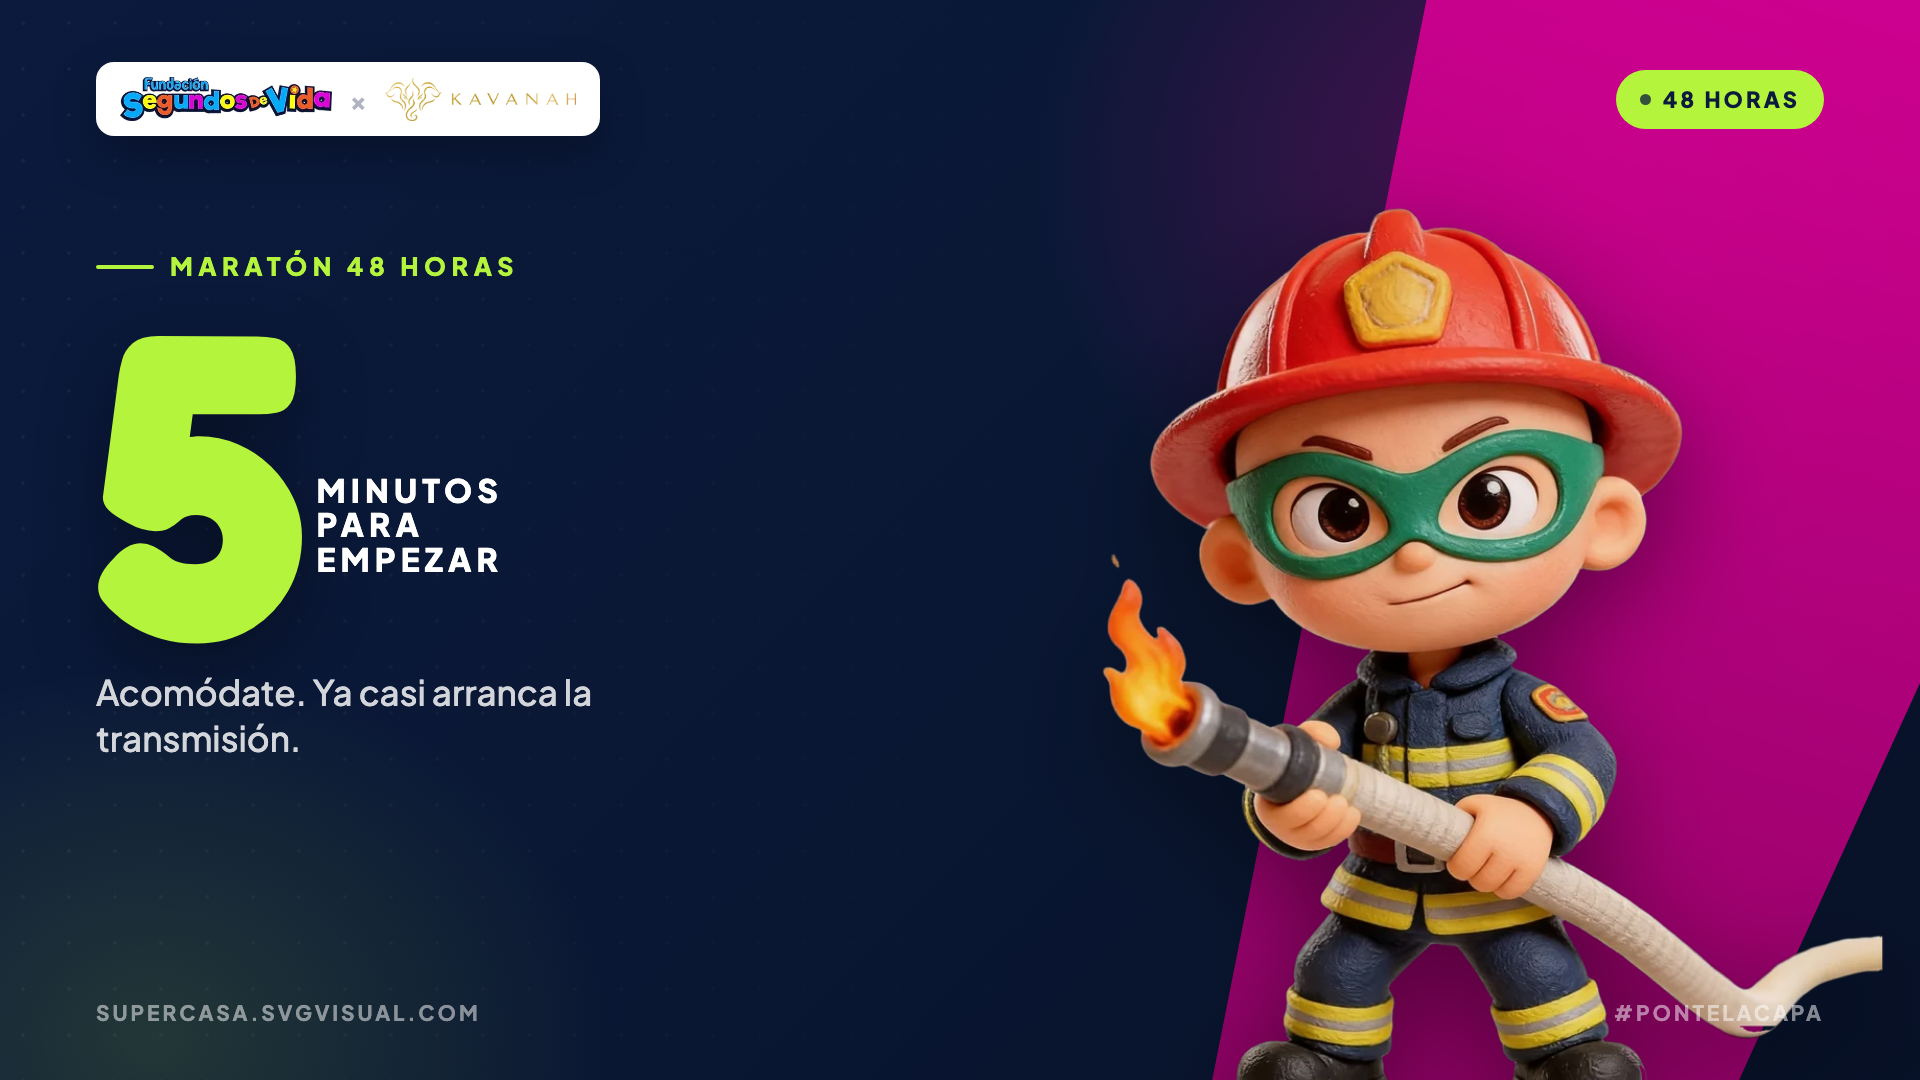 Fundación
Segundos De Vida × KAVANAH
48 HORAS
MARATÓN 48 HORAS
5
MINUTOS
PARA
EMPEZAR
Acomódate. Ya casi arranca la
transmisión.
SUPERCASA.SVGVISUAL.COM
#PONTELACAPA